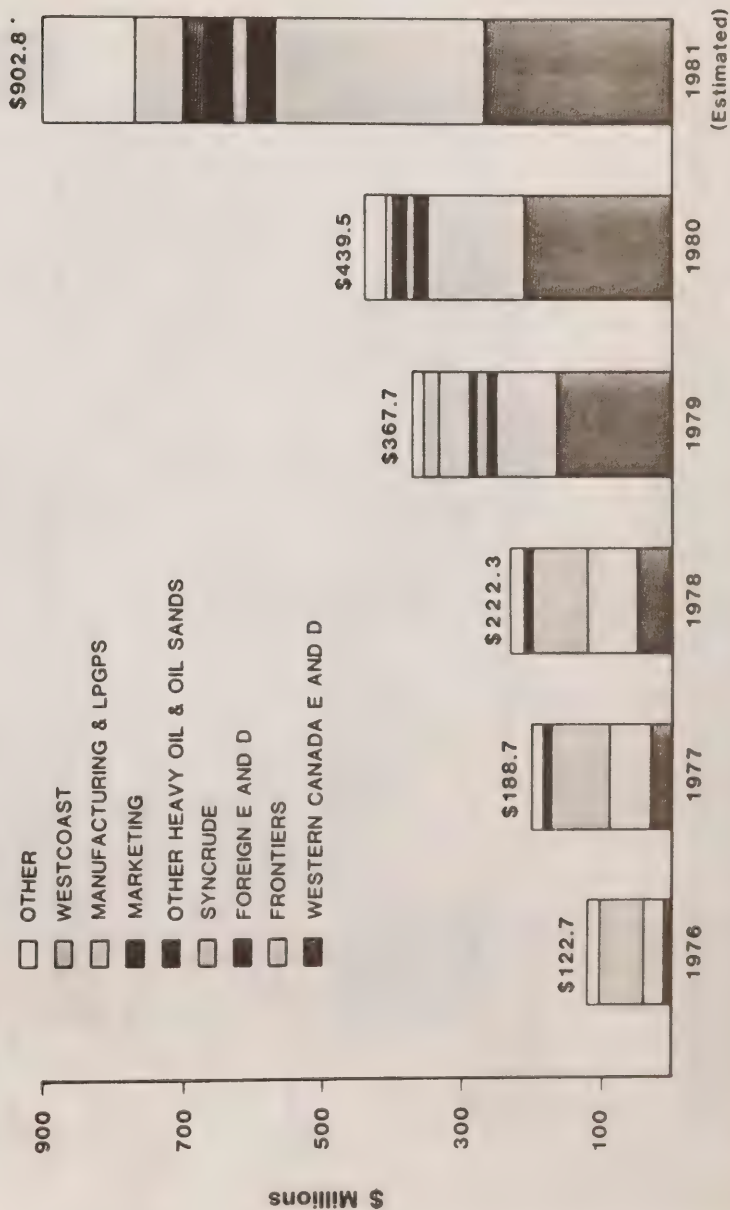 $902.8*
$439.5
$367.7
$222.3
$188.7
$122.7
OTHER
WESTCOAST
MANUFACTURING & LPGPS
MARKETING
OTHER HEAVY OIL & OIL SANDS
SYNCRUDE
FOREIGN E AND D
FRONTIERS
WESTERN CANADA E AND D
900
700
500
300
100
$ Millions
1976
1977
1978
1979
1980
1981
(Estimated)